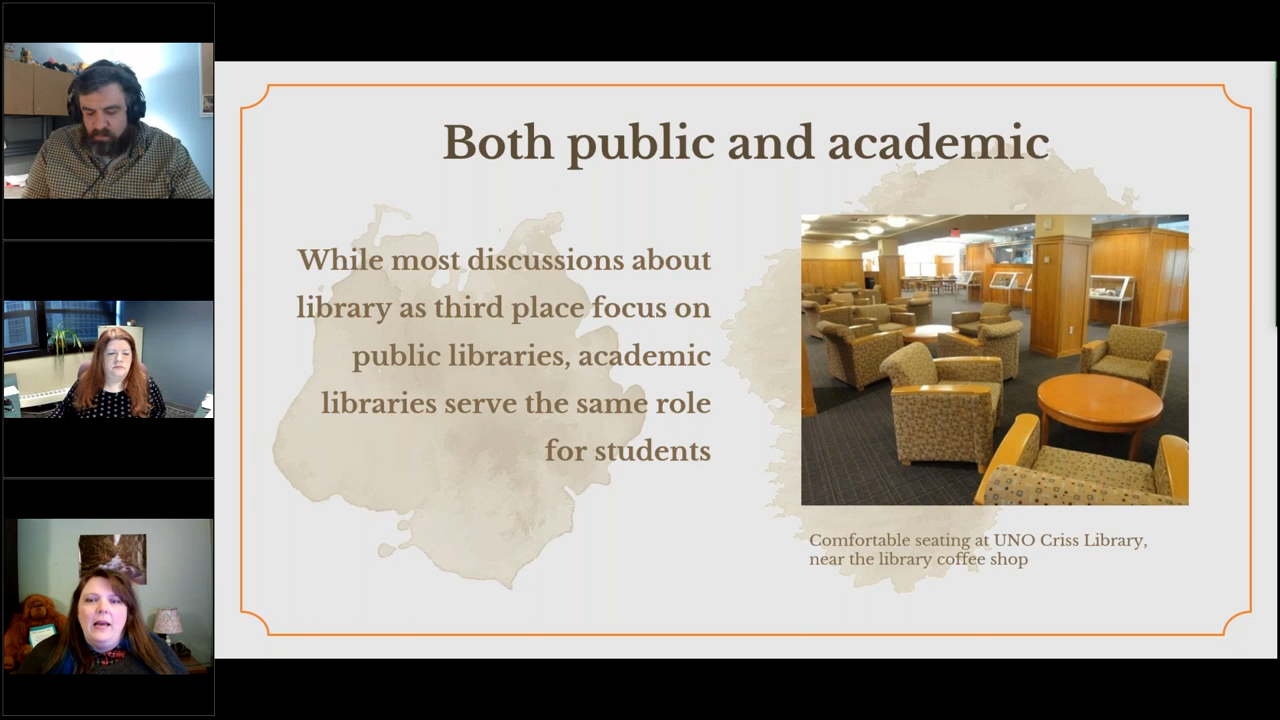 Both public and academic
While most discussions about
library as third place focus on
public libraries, academic
libraries serve the same role
for students
Comfortable seating at UNO Criss Library,
near the library coffee shop